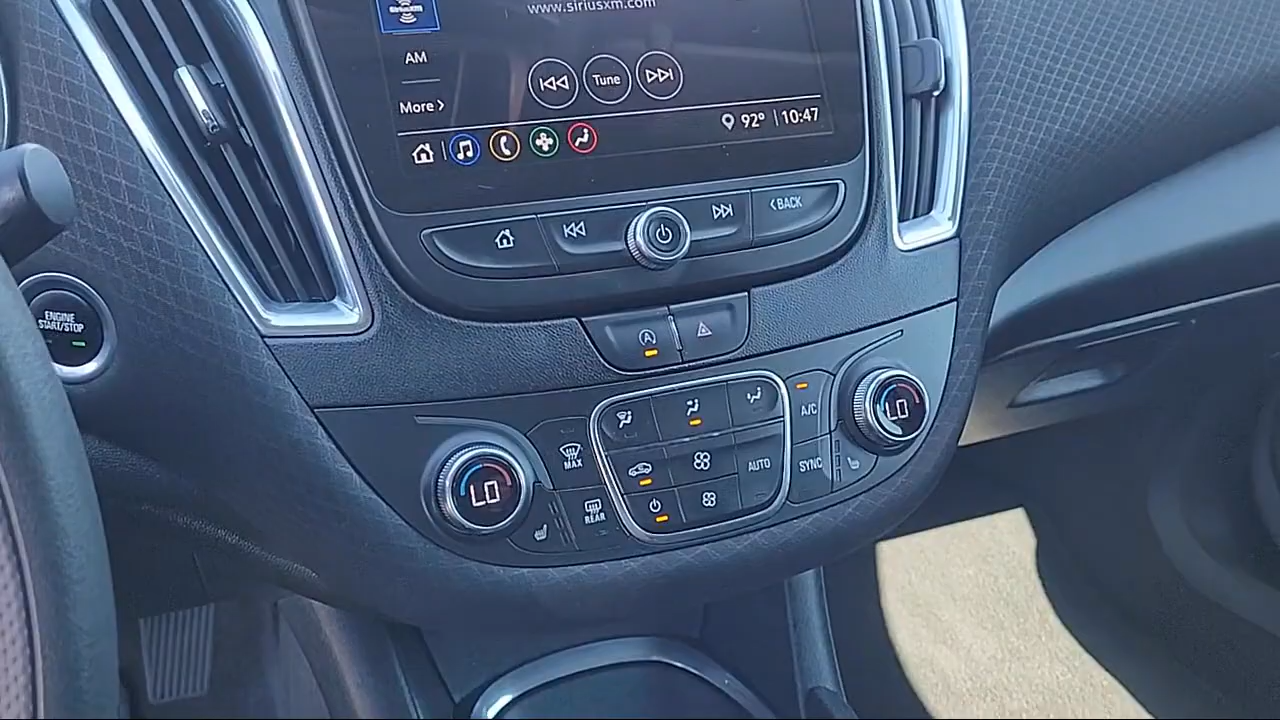 SiriusXM
www.siriusxm.com
AM
More >
Tune
92° 10:47
<BACK
ENGINE
START/STOP
A
LO
MAX
REAR
AUTO
A/C
SYNC
LO